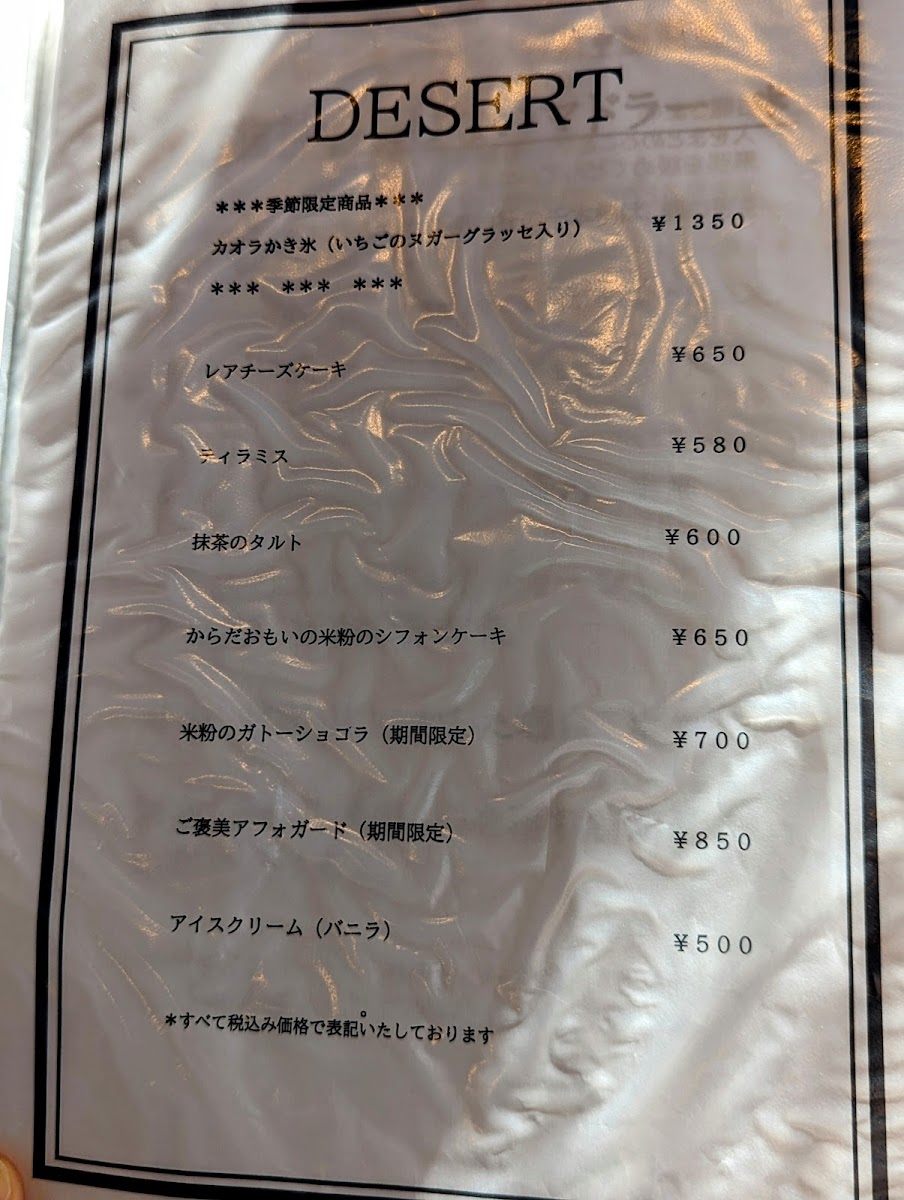 DESERT
***季節限定商品***
カオラかき氷（いちごのヌガーグラッセ入り） ￥1350
*** *** ***
レアチーズケーキ ￥650
ティラミス ￥580
抹茶のタルト ￥600
からだおもいの米粉のシフォンケーキ ￥650
米粉のガトーショコラ（期間限定） ￥700
ご褒美アフォガード（期間限定） ￥850
アイスクリーム（バニラ） ￥500
＊すべて税込み価格で表記いたしております